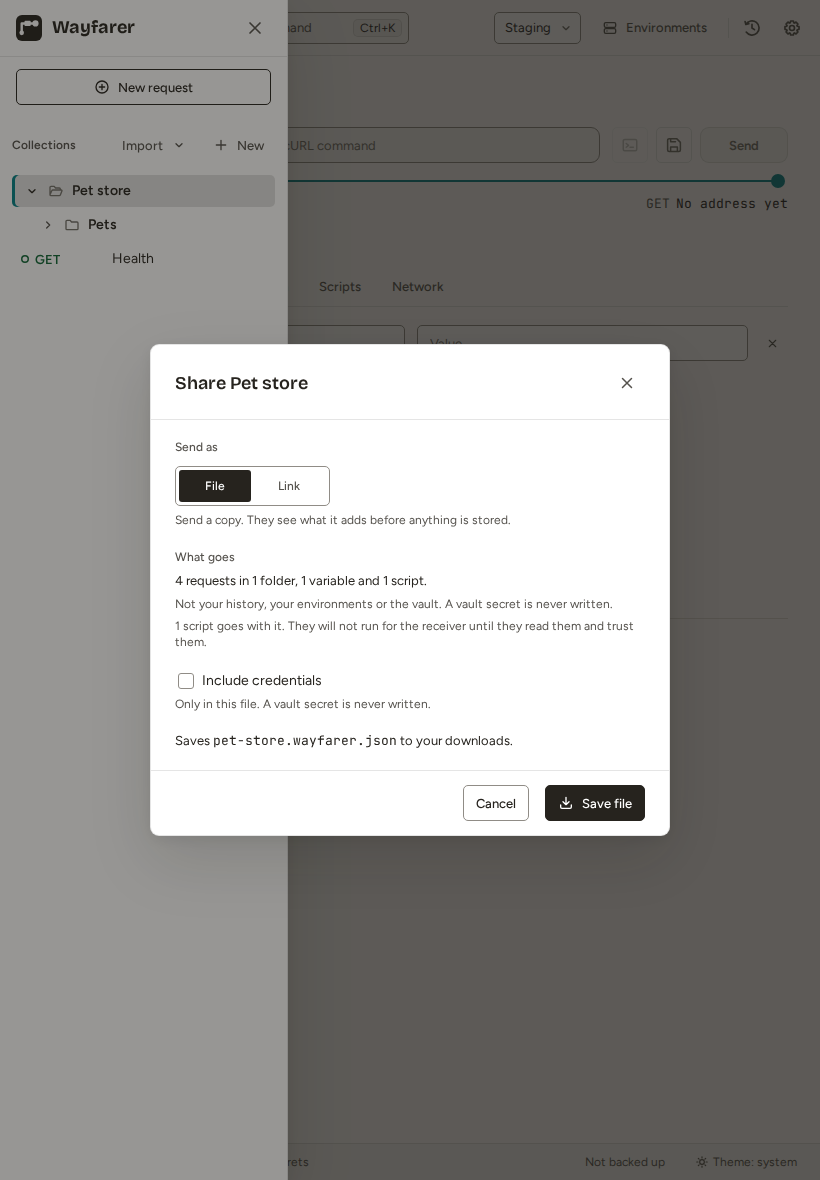 Wayfarer
mand
Ctrl+K
Staging
Environments
New request
Collections
Import
New
cURL command
Send
Pet store
GET No address yet
Pets
GET
Health
Scripts
Network
Value
Share Pet store
Send as
File
Link
Send a copy. They see what it adds before anything is stored.
What goes
4 requests in 1 folder, 1 variable and 1 script.
Not your history, your environments or the vault. A vault secret is never written.
1 script goes with it. They will not run for the receiver until they read them and trust
them.
Include credentials
Only in this file. A vault secret is never written.
Saves pet-store.wayfarer.json to your downloads.
Cancel
Save file
rets
Not backed up
Theme: system